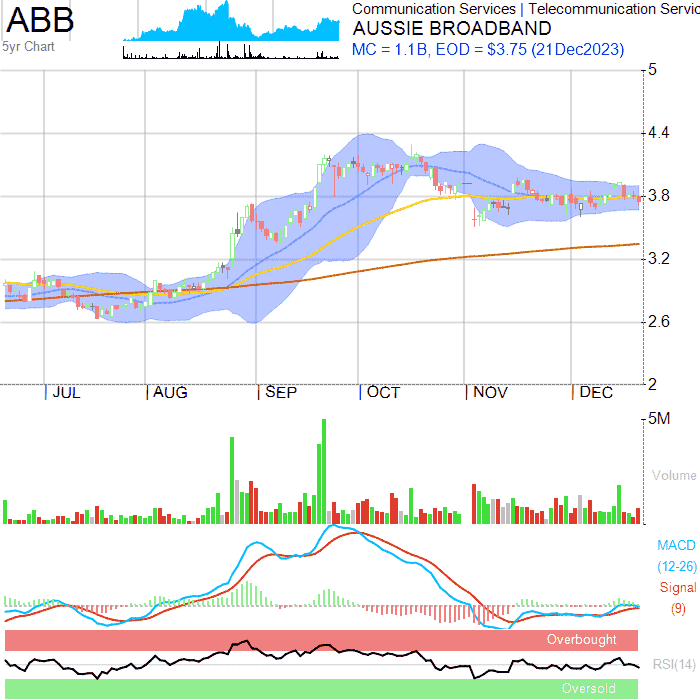 ABB
5yr Chart
Communication Services | Telecommunication Servic
AUSSIE BROADBAND
MC = 1.1B, EOD = $3.75 (21Dec2023)
5
4.4
3.8
3.2
2.6
2
JUL AUG SEP OCT NOV DEC
5M
Volume
MACD
(12-26)
Signal
(9)
Overbought
RSI(14)
Oversold